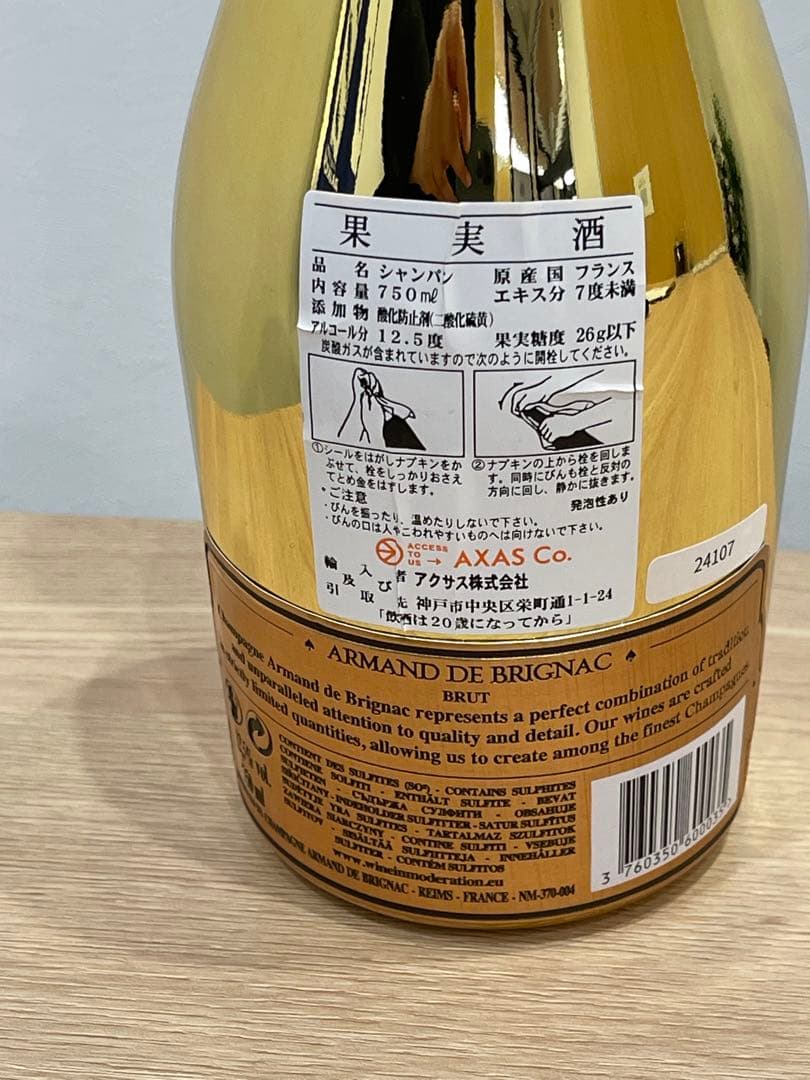 果 実 酒
品 名 シャンパン 原産国 フランス
内容量 750ml エキス分 7度未満
添加物 酸化防止剤(二酸化硫黄)
アルコール分 12.5度 果実糖度 26g以下
炭酸ガスが含まれていますので次のように開栓してください。
①シールをはがしナプキンをか
ぶせて、栓をしっかりおさえ
てとめ金をはずします。
②ナプキンの上から栓を回しま
す。同時にびんも栓と反対の
方向に回し、静かに抜きます。
発泡性あり
・ご注意
・びんを振ったり、温めたりしないで下さい。
・びんの口は人やこわれやすいものへは向けないで下さい。
ACCESS TO US → AXAS Co.
輸入者及び引取先 アクサス株式会社
神戸市中央区栄町通1-1-24
「飲酒は20歳になってから」
24107
ARMAND DE BRIGNAC
BRUT
Champagne Armand de Brignac represents a perfect combination of tradition
and unparalleled attention to quality and detail. Our wines are crafted
limited quantities, allowing us to create among the finest Champagnes
CONTIENT DES SULFITES (SO²) - CONTAINS SULPHITES
CONTIENE SOLFITI - ENTHÄLT SULFITE - BEVAT
SULFIETEN - СЪДЪРЖА СУЛФИТИ - OBSAHUJE
SIŘIČITANY - INDEHOLDER SULFITTER - SATUR SULFĪTUS
SUDĖTYJE YRA SULFITES - TARTALMAZ SZULFITOK
ZAWIERA SIARCZYNY - CONTINE SULFITI - VSEBUJE
SULFITOV - SISÄLTÄÄ SULFIITTEJA - INNEHÅLLER
SULFITER - CONTÉM SULFITOS
www.wineinmoderation.eu
CHAMPAGNE ARMAND DE BRIGNAC - REIMS - FRANCE - NM-370-004
3 760350 600035